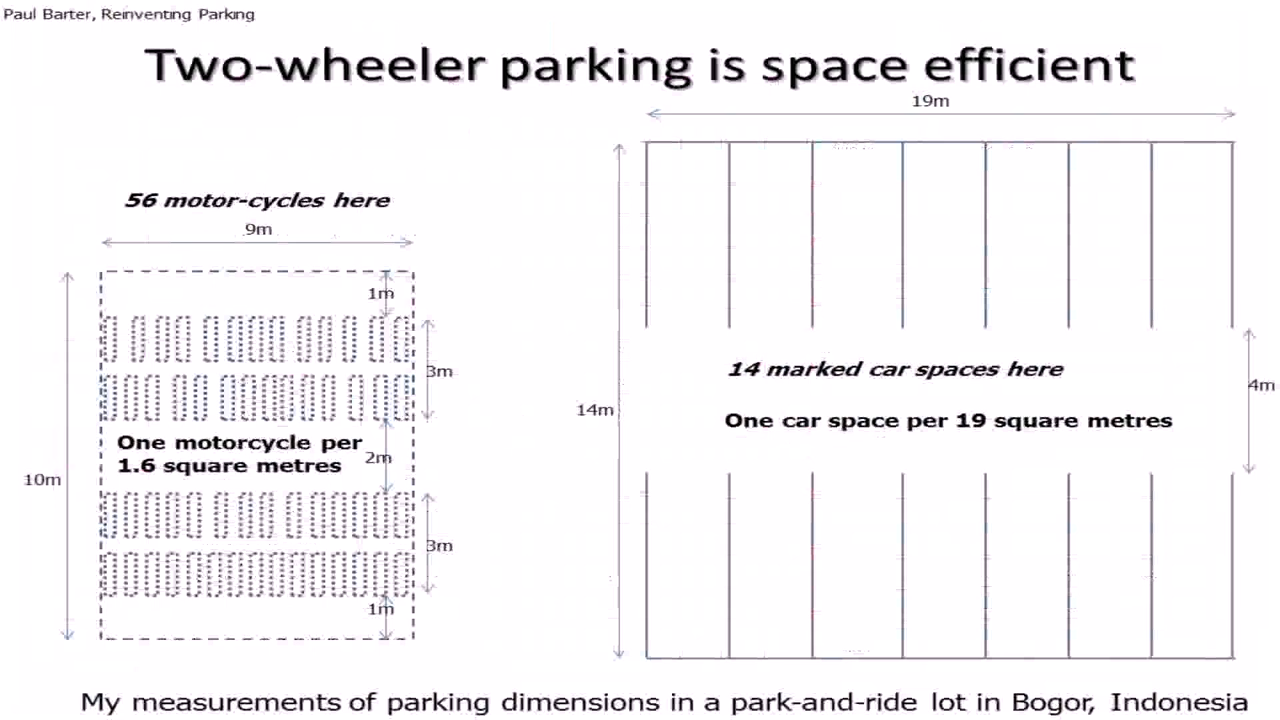 Paul Barter, Reinventing Parking
Two-wheeler parking is space efficient
19m
56 motor-cycles here
9m
1m
3m
14 marked car spaces here
4m
14m
One car space per 19 square metres
One motorcycle per
1.6 square metres
2m
10m
3m
1m
My measurements of parking dimensions in a park-and-ride lot in Bogor, Indonesia